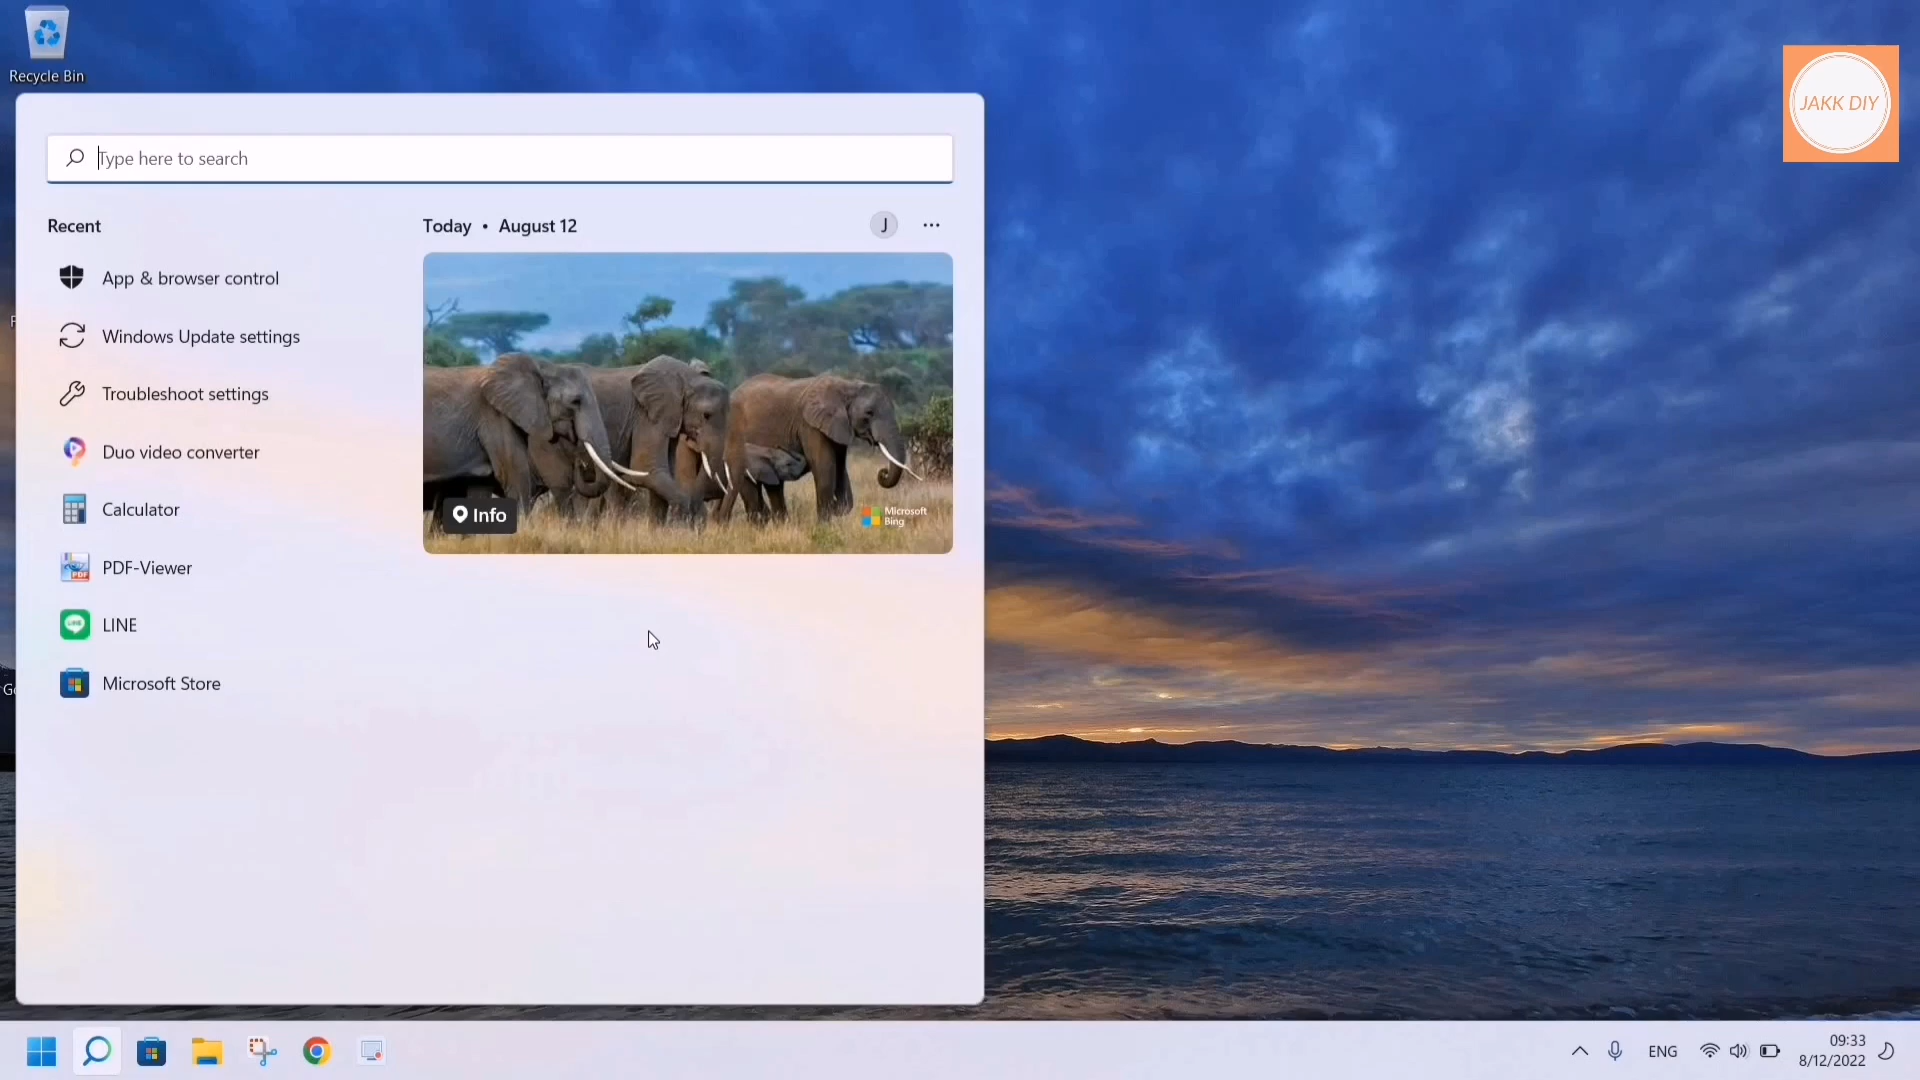 Recycle Bin
JAKK DIY
Type here to search
Recent
Today • August 12
J
App & browser control
Windows Update settings
Troubleshoot settings
Duo video converter
Calculator
PDF-Viewer
LINE
Microsoft Store
Info
Microsoft
Bing
ENG
09:33
8/12/2022